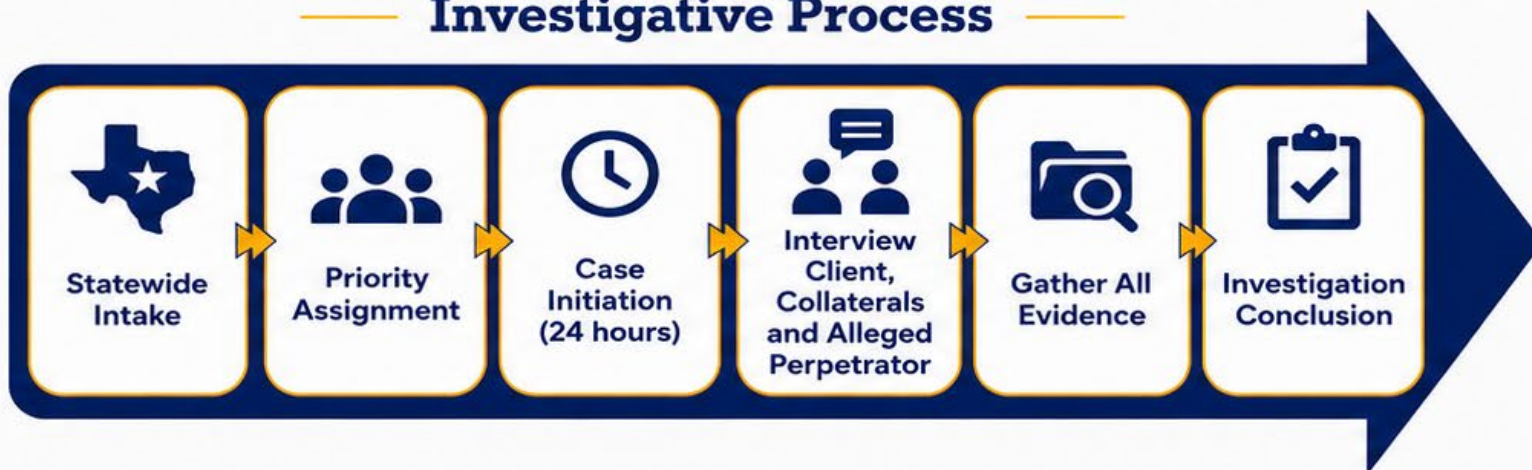 Investigative Process
Statewide
Intake
Priority
Assignment
Case
Initiation
(24 hours)
Interview
Client,
Collaterals
and Alleged
Perpetrator
Gather All
Evidence
Investigation
Conclusion